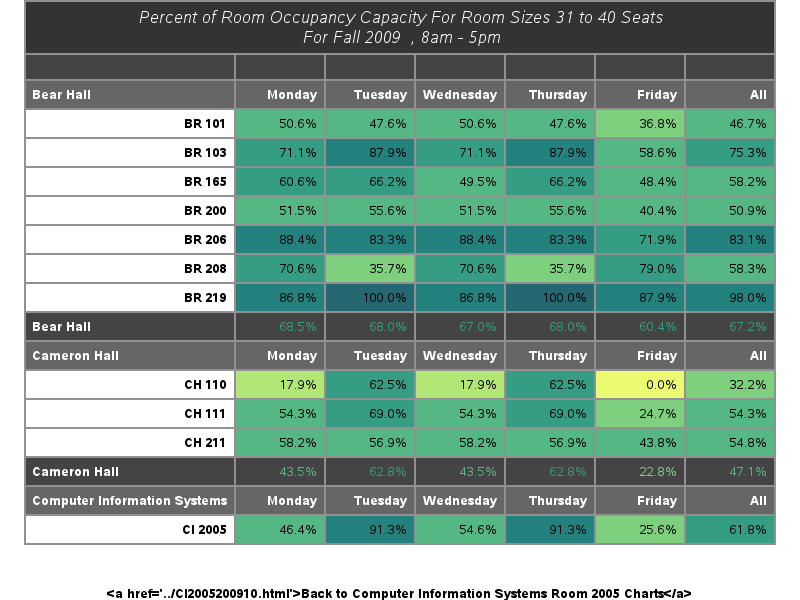 Percent of Room Occupancy Capacity For Room Sizes 31 to 40 Seats
For Fall 2009 , 8am - 5pm
Bear Hall Monday Tuesday Wednesday Thursday Friday All
BR 101 50.6% 47.6% 50.6% 47.6% 36.8% 46.7%
BR 103 71.1% 87.9% 71.1% 87.9% 58.6% 75.3%
BR 165 60.6% 66.2% 49.5% 66.2% 48.4% 58.2%
BR 200 51.5% 55.6% 51.5% 55.6% 40.4% 50.9%
BR 206 88.4% 83.3% 88.4% 83.3% 71.9% 83.1%
BR 208 70.6% 35.7% 70.6% 35.7% 79.0% 58.3%
BR 219 86.8% 100.0% 86.8% 100.0% 87.9% 98.0%
Bear Hall 68.5% 68.0% 67.0% 68.0% 60.4% 67.2%
Cameron Hall Monday Tuesday Wednesday Thursday Friday All
CH 110 17.9% 62.5% 17.9% 62.5% 0.0% 32.2%
CH 111 54.3% 69.0% 54.3% 69.0% 24.7% 54.3%
CH 211 58.2% 56.9% 58.2% 56.9% 43.8% 54.8%
Cameron Hall 43.5% 62.8% 43.5% 62.8% 22.8% 47.1%
Computer Information Systems Monday Tuesday Wednesday Thursday Friday All
CI 2005 46.4% 91.3% 54.6% 91.3% 25.6% 61.8%
<a href='../CI2005200910.html'>Back to Computer Information Systems Room 2005 Charts</a>